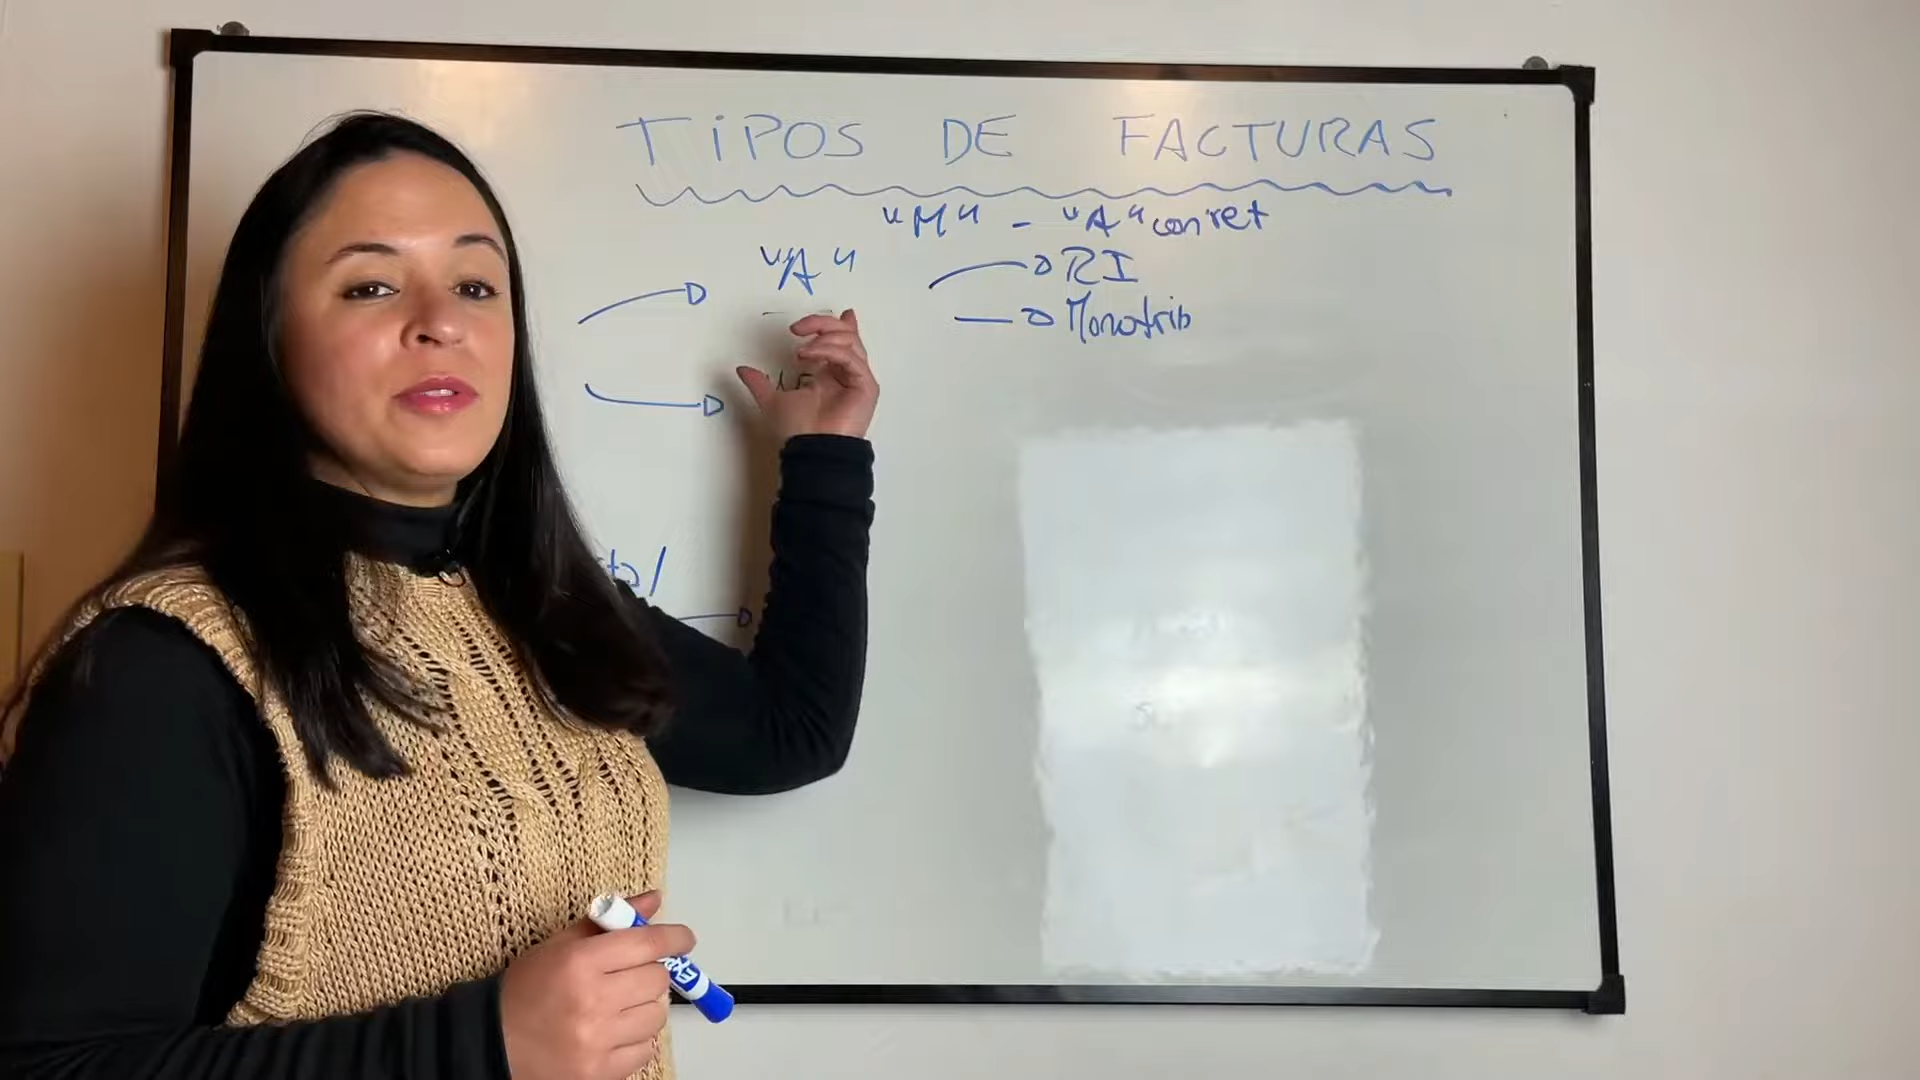 TIPOS DE FACTURAS
"M" - "A" con ret
"A"
RI
Monotrib